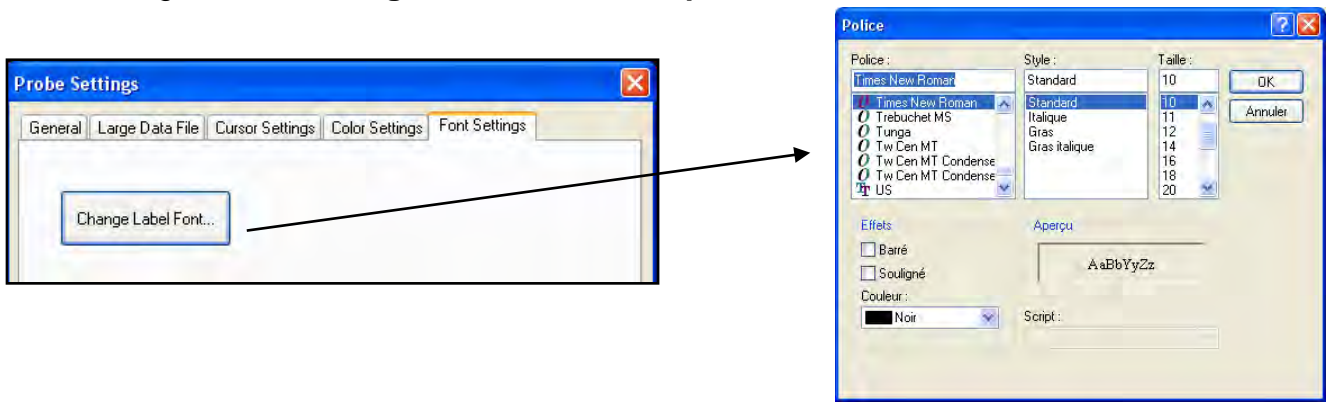 Probe Settings
General Large Data File Cursor Settings Color Settings Font Settings
Change Label Font...
Police
Police : Style : Taille :
Times New Roman Standard 10 OK
Times New Roman Standard 10 Annuler
Trebuchet MS Italique 11
Tunga Gras 12
Tw Cen MT Gras italique 14
Tw Cen MT Condense 16
Tw Cen MT Condense 18
US 20
Effets Aperçu
Barré
AaBbYyZz
Souligné
Couleur :
Noir Script :